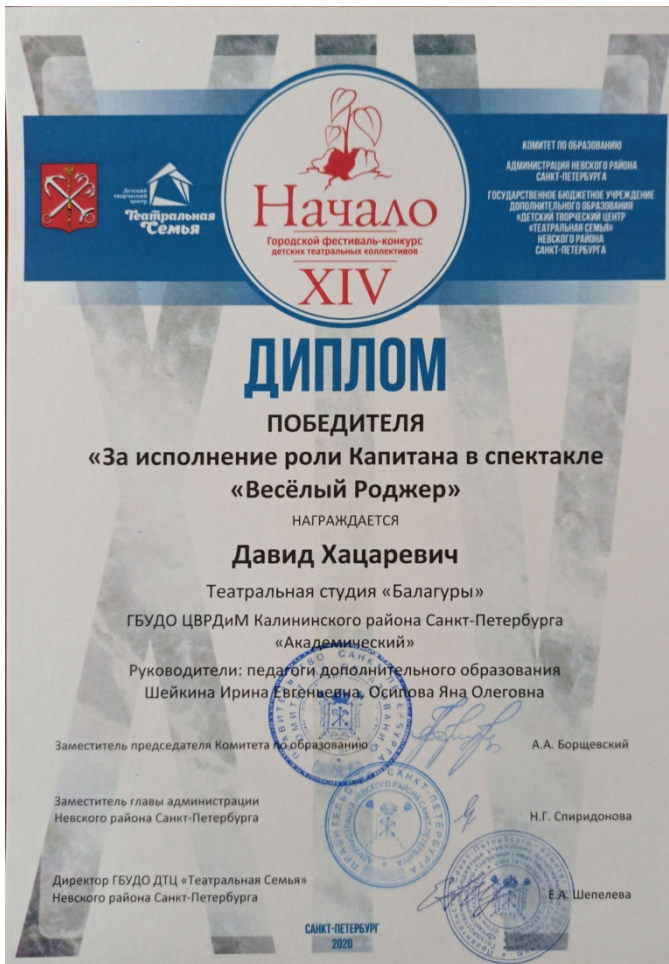 Детский
творческий
центр
Театральная
Семья
Начало
Городской фестиваль-конкурс
детских театральных коллективов
XIV
КОМИТЕТ ПО ОБРАЗОВАНИЮ
АДМИНИСТРАЦИЯ НЕВСКОГО РАЙОНА
САНКТ-ПЕТЕРБУРГА
ГОСУДАРСТВЕННОЕ БЮДЖЕТНОЕ УЧРЕЖДЕНИЕ
ДОПОЛНИТЕЛЬНОГО ОБРАЗОВАНИЯ
«ДЕТСКИЙ ТВОРЧЕСКИЙ ЦЕНТР
«ТЕАТРАЛЬНАЯ СЕМЬЯ»
НЕВСКОГО РАЙОНА
САНКТ-ПЕТЕРБУРГА
ДИПЛОМ
ПОБЕДИТЕЛЯ
«За исполнение роли Капитана в спектакле
«Весёлый Роджер»
НАГРАЖДАЕТСЯ
Давид Хацаревич
Театральная студия «Балагуры»
ГБУДО ЦВРДиМ Калининского района Санкт-Петербурга
«Академический»
Руководители: педагоги дополнительного образования
Шейкина Ирина Евгеньевна, Осипова Яна Олеговна
Заместитель председателя Комитета по образованию
А.А. Борщевский
Заместитель главы администрации
Невского района Санкт-Петербурга
Н.Г. Спиридонова
Директор ГБУДО ДТЦ «Театральная Семья»
Невского района Санкт-Петербурга
Е.А. Шепелева
САНКТ-ПЕТЕРБУРГ
2020